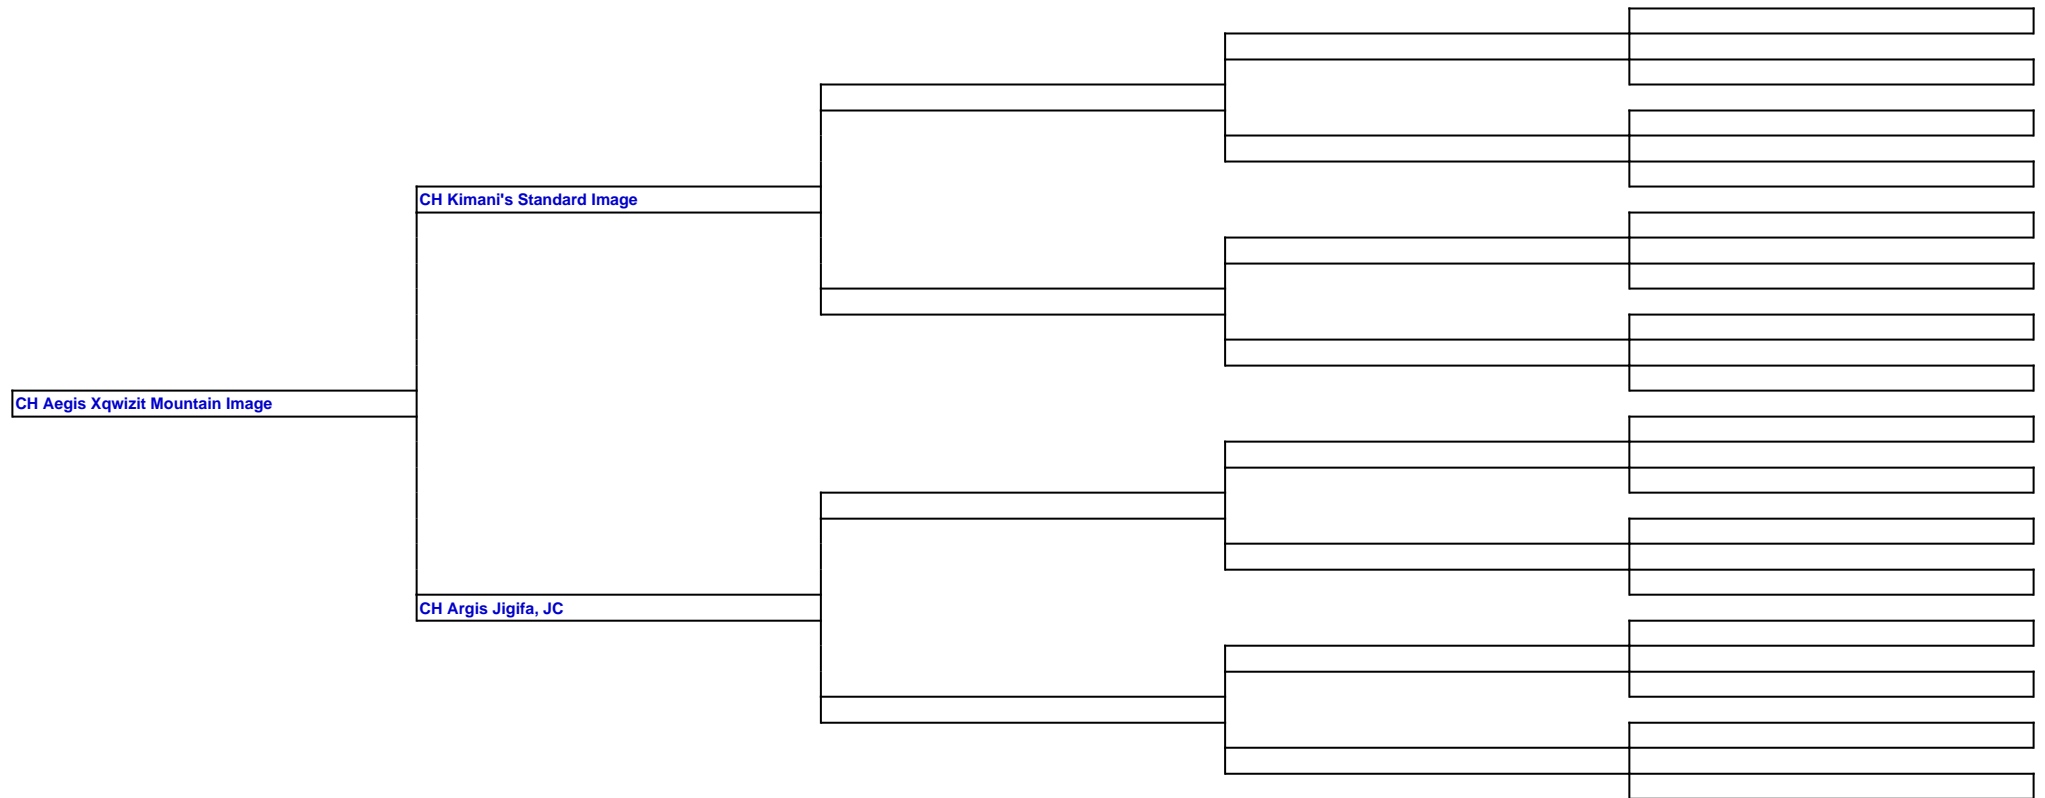 CH Kimani's Standard Image
CH Aegis Xqwizit Mountain Image
CH Argis Jigifa, JC